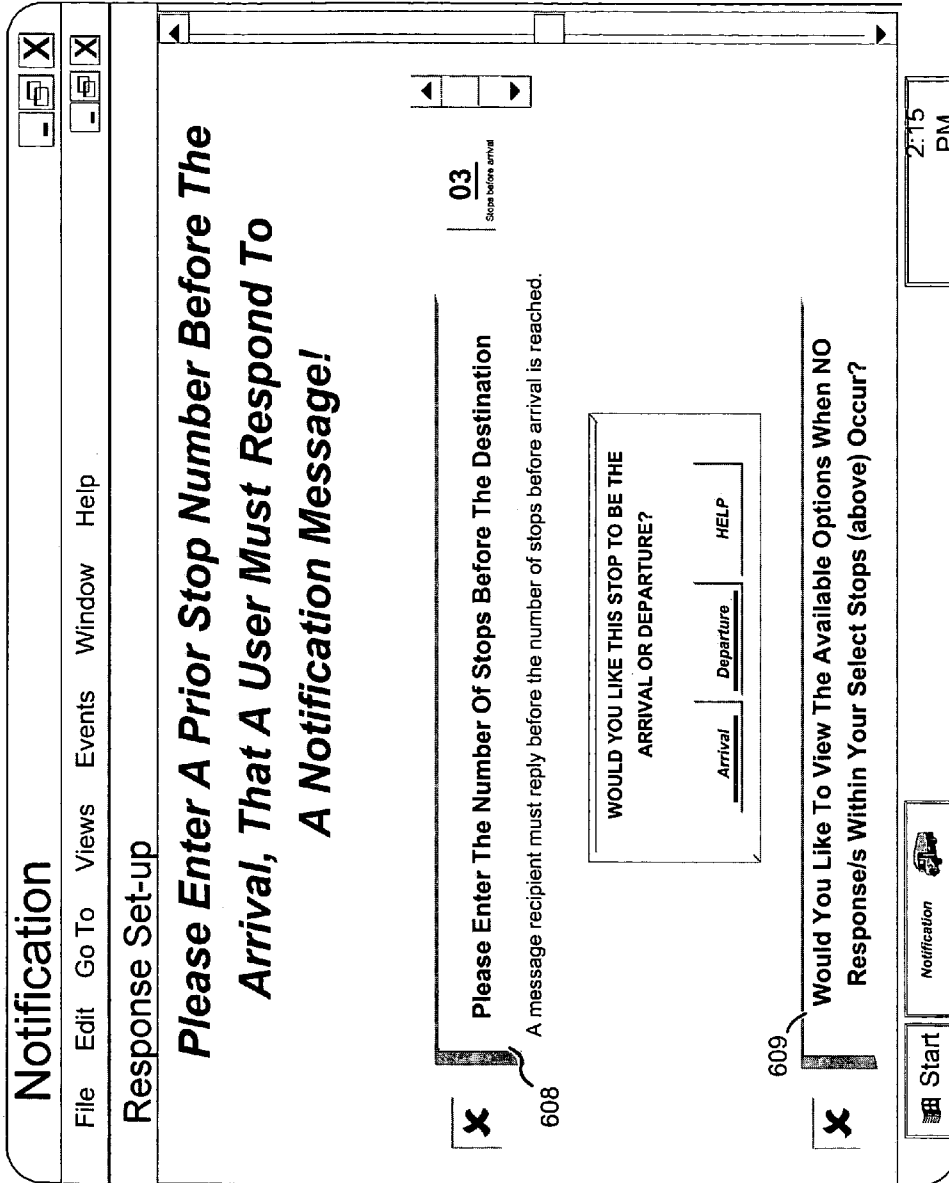 Notification
File Edit Go To Views Events Window Help
Response Set-up
Please Enter A Prior Stop Number Before The
Arrival, That A User Must Respond To
A Notification Message!
Please Enter The Number Of Stops Before The Destination
03
Stops before arrival
A message recipient must reply before the number of stops before arrival is reached.
608
WOULD YOU LIKE THIS STOP TO BE THE
ARRIVAL OR DEPARTURE?
Arrival Departure HELP
609
Would You Like To View The Available Options When NO
Response/s Within Your Select Stops (above) Occur?
Start Notification 2:15
PM